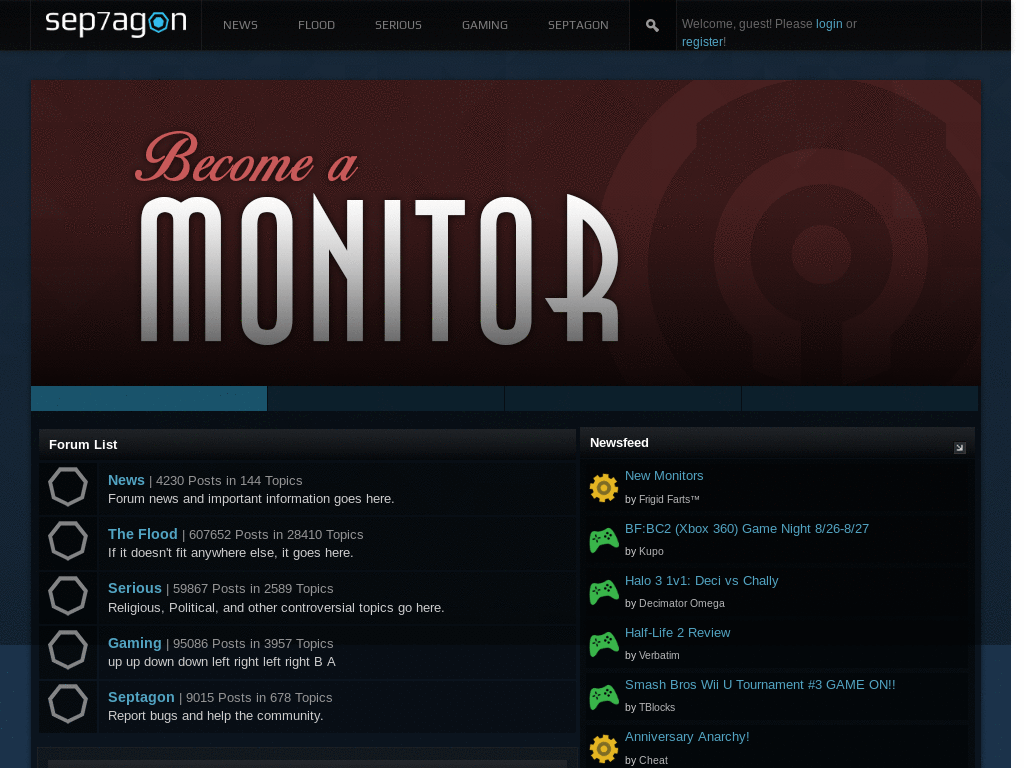 sep7agon
NEWS FLOOD SERIOUS GAMING SEPTAGON
Welcome, guest! Please login or
register!
Become a
MONITOR
Forum List
News | 4230 Posts in 144 Topics
Forum news and important information goes here.
The Flood | 607652 Posts in 28410 Topics
If it doesn't fit anywhere else, it goes here.
Serious | 59867 Posts in 2589 Topics
Religious, Political, and other controversial topics go here.
Gaming | 95086 Posts in 3957 Topics
up up down down left right left right B A
Septagon | 9015 Posts in 678 Topics
Report bugs and help the community.
Newsfeed
New Monitors
by Frigid Farts™
BF:BC2 (Xbox 360) Game Night 8/26-8/27
by Kupo
Halo 3 1v1: Deci vs Chally
by Decimator Omega
Half-Life 2 Review
by Verbatim
Smash Bros Wii U Tournament #3 GAME ON!!
by TBlocks
Anniversary Anarchy!
by Cheat